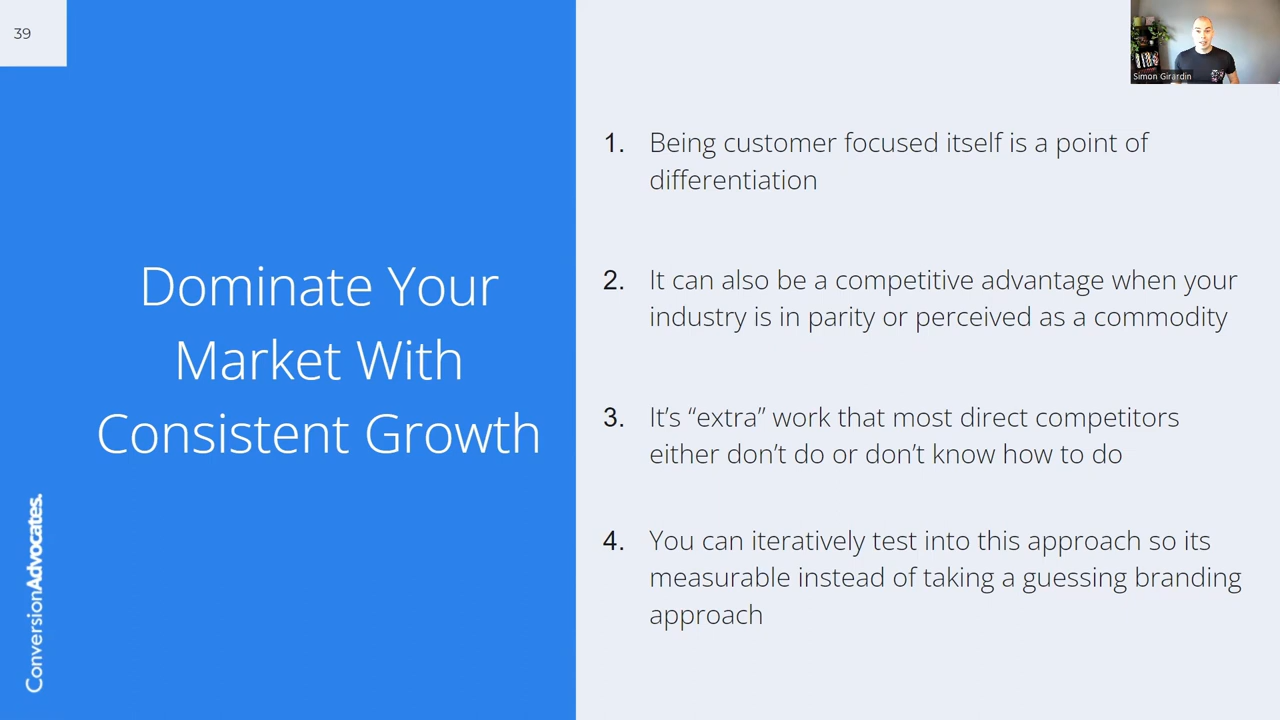 39
Simon Girardin
Dominate Your
Market With
Consistent Growth
ConversionAdvocates.
1. Being customer focused itself is a point of
differentiation
2. It can also be a competitive advantage when your
industry is in parity or perceived as a commodity
3. It’s “extra” work that most direct competitors
either don’t do or don’t know how to do
4. You can iteratively test into this approach so its
measurable instead of taking a guessing branding
approach